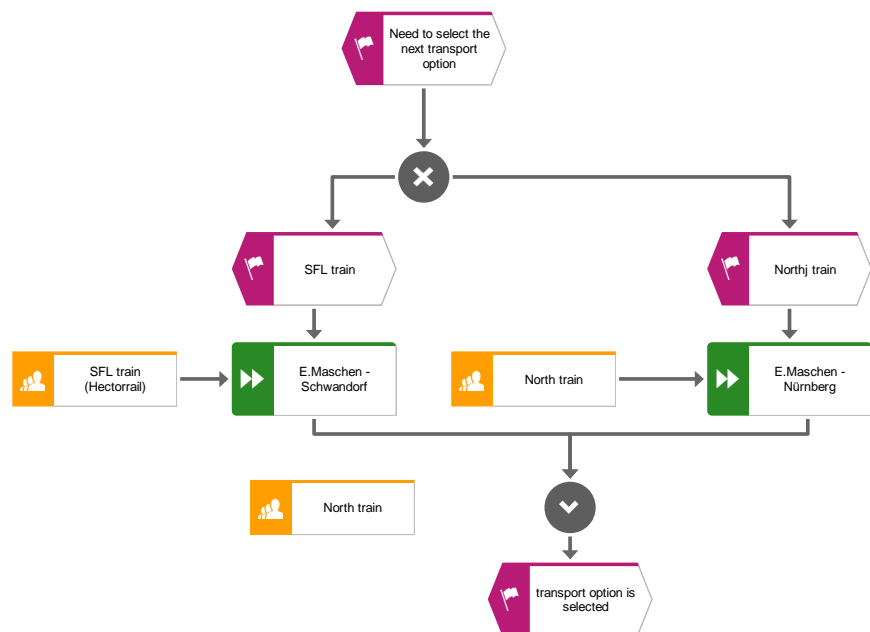 Need to select the
next transport
option
SFL train
Northj train
SFL train
(Hectorrail)
E.Maschen -
Schwandorf
North train
E.Maschen -
Nürnberg
North train
transport option is
selected